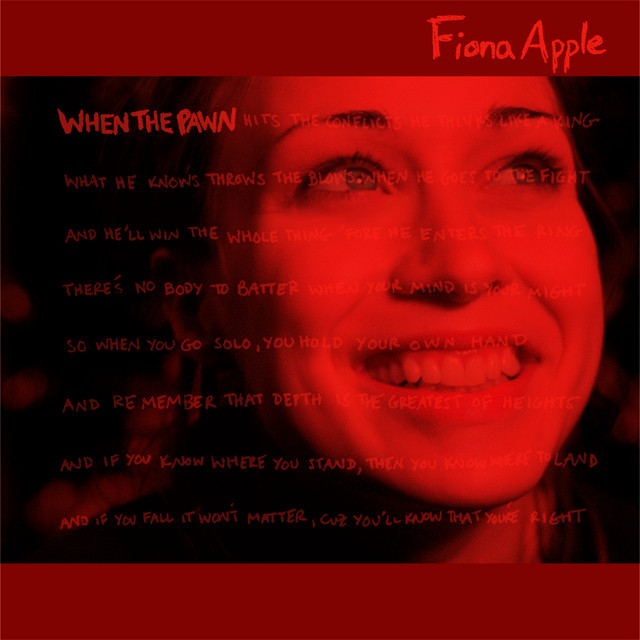 Fiona Apple
WHEN THE PAWN HITS THE CONFLICTS HE THINKS LIKE A KING
WHAT HE KNOWS THROWS THE BLOWS WHEN HE GOES TO THE FIGHT
AND HE'LL WIN THE WHOLE THING 'FORE HE ENTERS THE RING
THERE'S NO BODY TO BATTER WHEN YOUR MIND IS YOUR MIGHT
SO WHEN YOU GO SOLO, YOU HOLD YOUR OWN HAND
AND REMEMBER THAT DEPTH IS THE GREATEST OF HEIGHTS
AND IF YOU KNOW WHERE YOU STAND, THEN YOU KNOW WHERE TO LAND
AND IF YOU FALL IT WON'T MATTER, CUZ YOU'LL KNOW THAT YOU'RE RIGHT